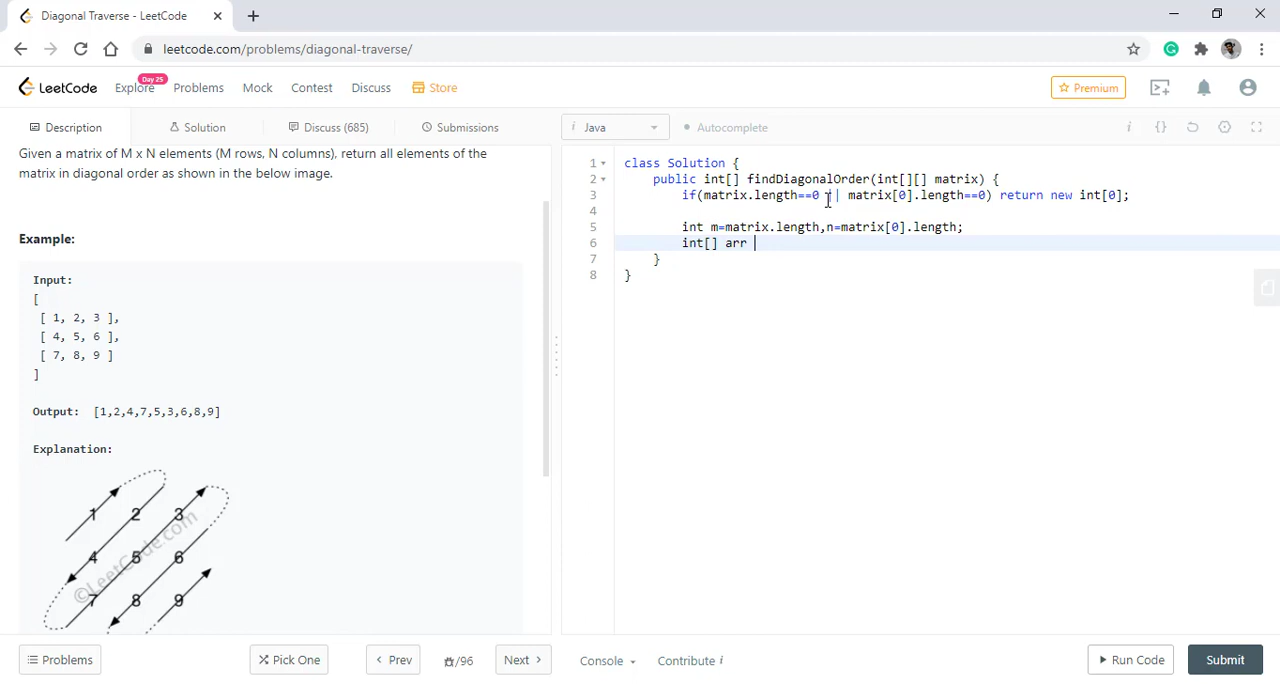 Diagonal Traverse - LeetCode
leetcode.com/problems/diagonal-traverse/
LeetCode Explore Day 25 Problems Mock Contest Discuss Store Premium
Description Solution Discuss (685) Submissions
i Java Autocomplete
Given a matrix of M x N elements (M rows, N columns), return all elements of the
matrix in diagonal order as shown in the below image.
Example:
Input:
[
[ 1, 2, 3 ],
[ 4, 5, 6 ],
[ 7, 8, 9 ]
]
Output: [1,2,4,7,5,3,6,8,9]
Explanation:
1 2 3
4 5 6
7 8 9
©LeetCode.com
1 class Solution {
2 public int[] findDiagonalOrder(int[][] matrix) {
3 if(matrix.length==0 || matrix[0].length==0) return new int[0];
4
5 int m=matrix.length,n=matrix[0].length;
6 int[] arr
7 }
8 }
Problems Pick One Prev /96 Next Console Contribute i Run Code Submit